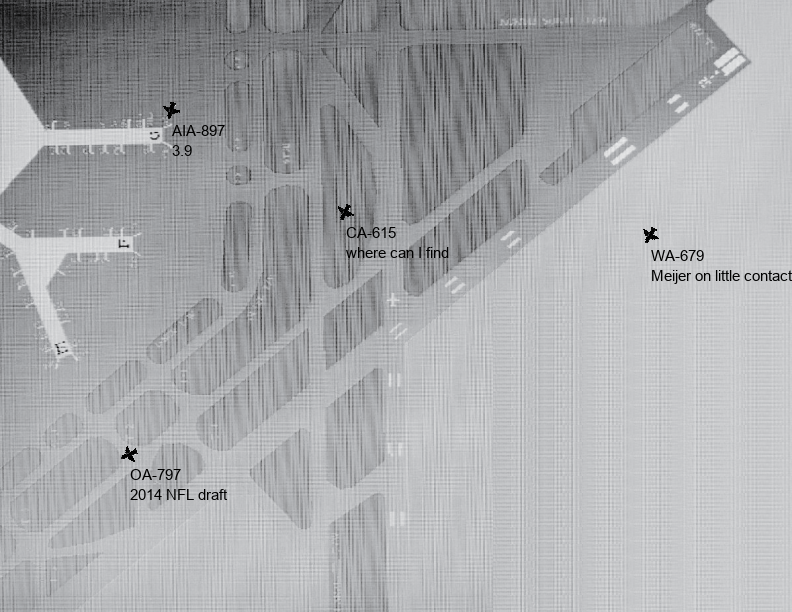 AIA-897
3.9
CA-615
where can I find
WA-679
Meijer on little contact
OA-797
2014 NFL draft